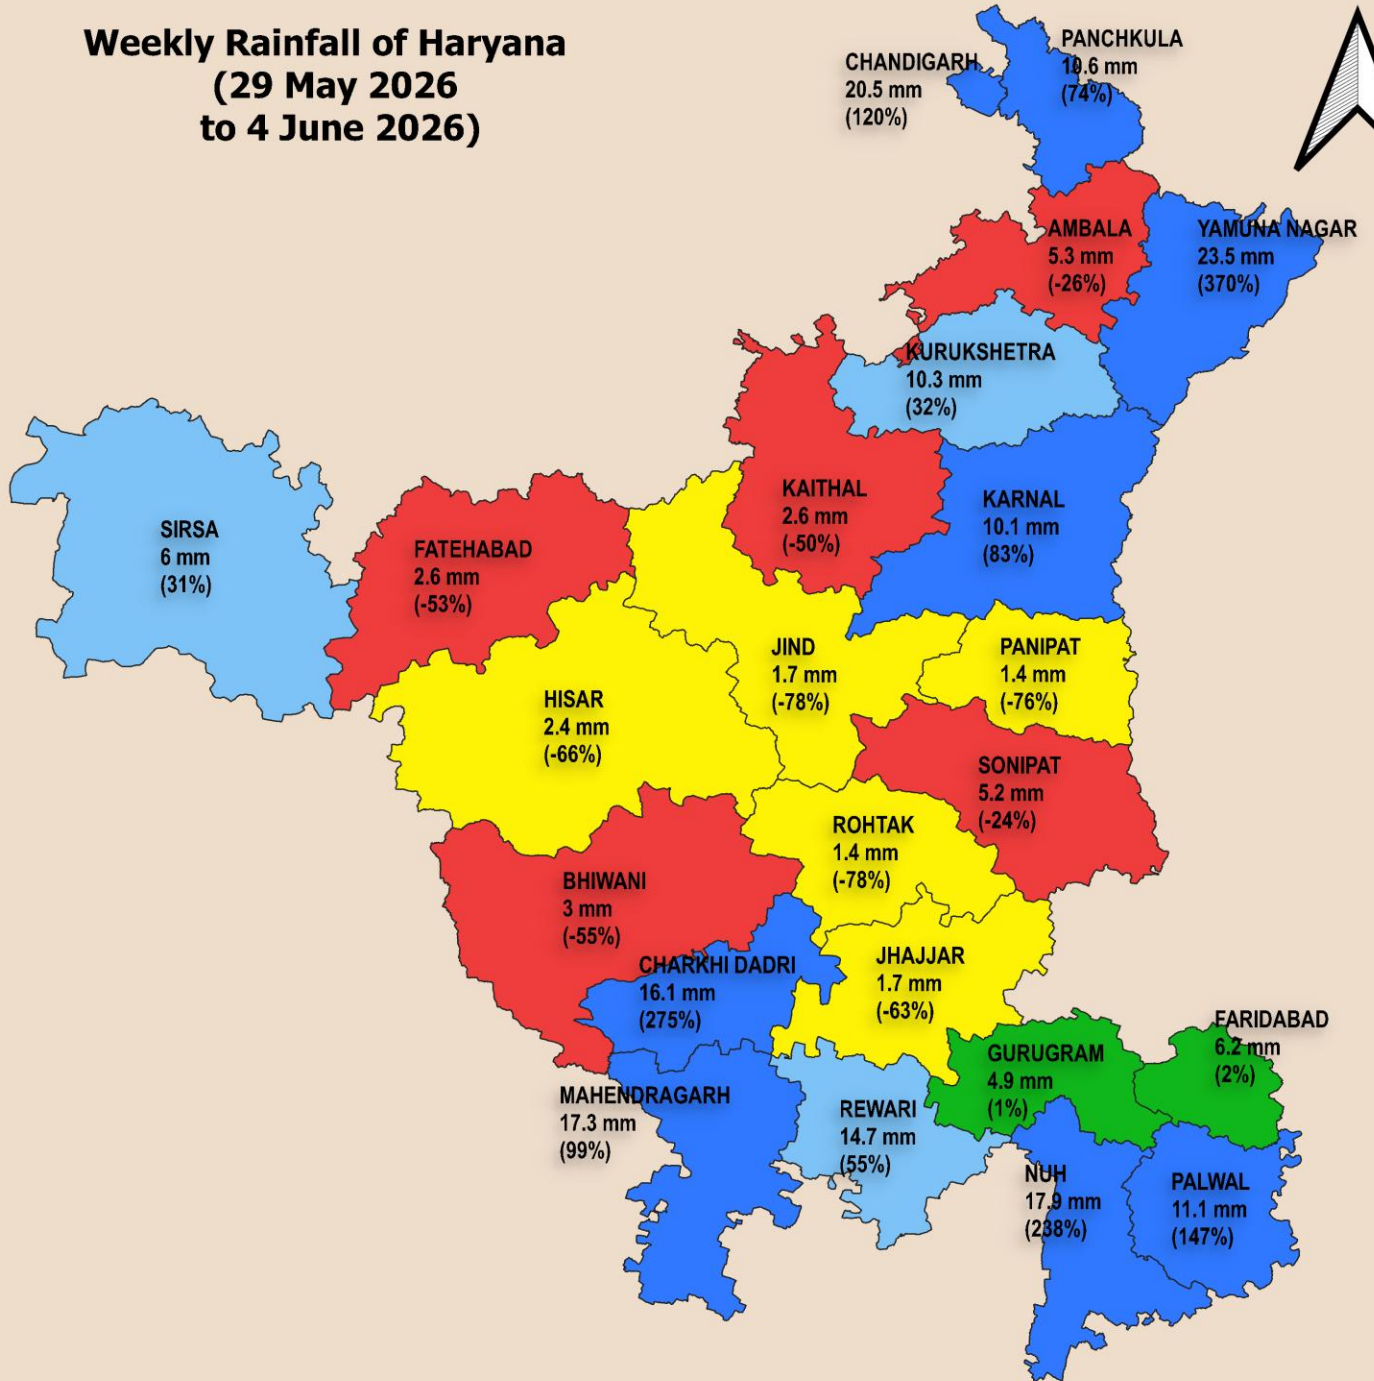 Weekly Rainfall of Haryana
(29 May 2026
to 4 June 2026)
PANCHKULA
10.6 mm
(74%)
CHANDIGARH
20.5 mm
(120%)
AMBALA
5.3 mm
(-26%)
YAMUNA NAGAR
23.5 mm
(370%)
KURUKSHETRA
10.3 mm
(32%)
KAITHAL
2.6 mm
(-50%)
KARNAL
10.1 mm
(83%)
SIRSA
6 mm
(31%)
FATEHABAD
2.6 mm
(-53%)
JIND
1.7 mm
(-78%)
PANIPAT
1.4 mm
(-76%)
HISAR
2.4 mm
(-66%)
SONIPAT
5.2 mm
(-24%)
ROHTAK
1.4 mm
(-78%)
BHIWANI
3 mm
(-55%)
JHAJJAR
1.7 mm
(-63%)
CHARKHI DADRI
16.1 mm
(275%)
FARIDABAD
6.2 mm
(2%)
GURUGRAM
4.9 mm
(1%)
MAHENDRAGARH
17.3 mm
(99%)
REWARI
14.7 mm
(55%)
NUH
17.9 mm
(238%)
PALWAL
11.1 mm
(147%)